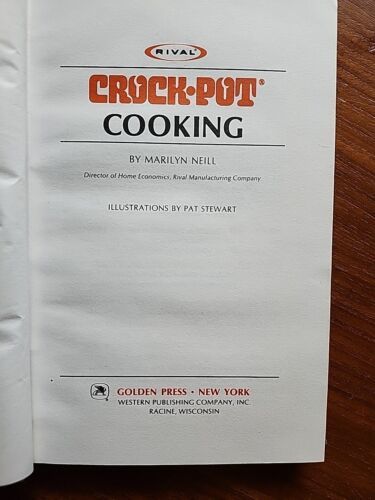 RIVAL®
CROCK•POT®
COOKING
BY MARILYN NEILL
Director of Home Economics, Rival Manufacturing Company
ILLUSTRATIONS BY PAT STEWART
GOLDEN PRESS • NEW YORK
WESTERN PUBLISHING COMPANY, INC.
RACINE, WISCONSIN